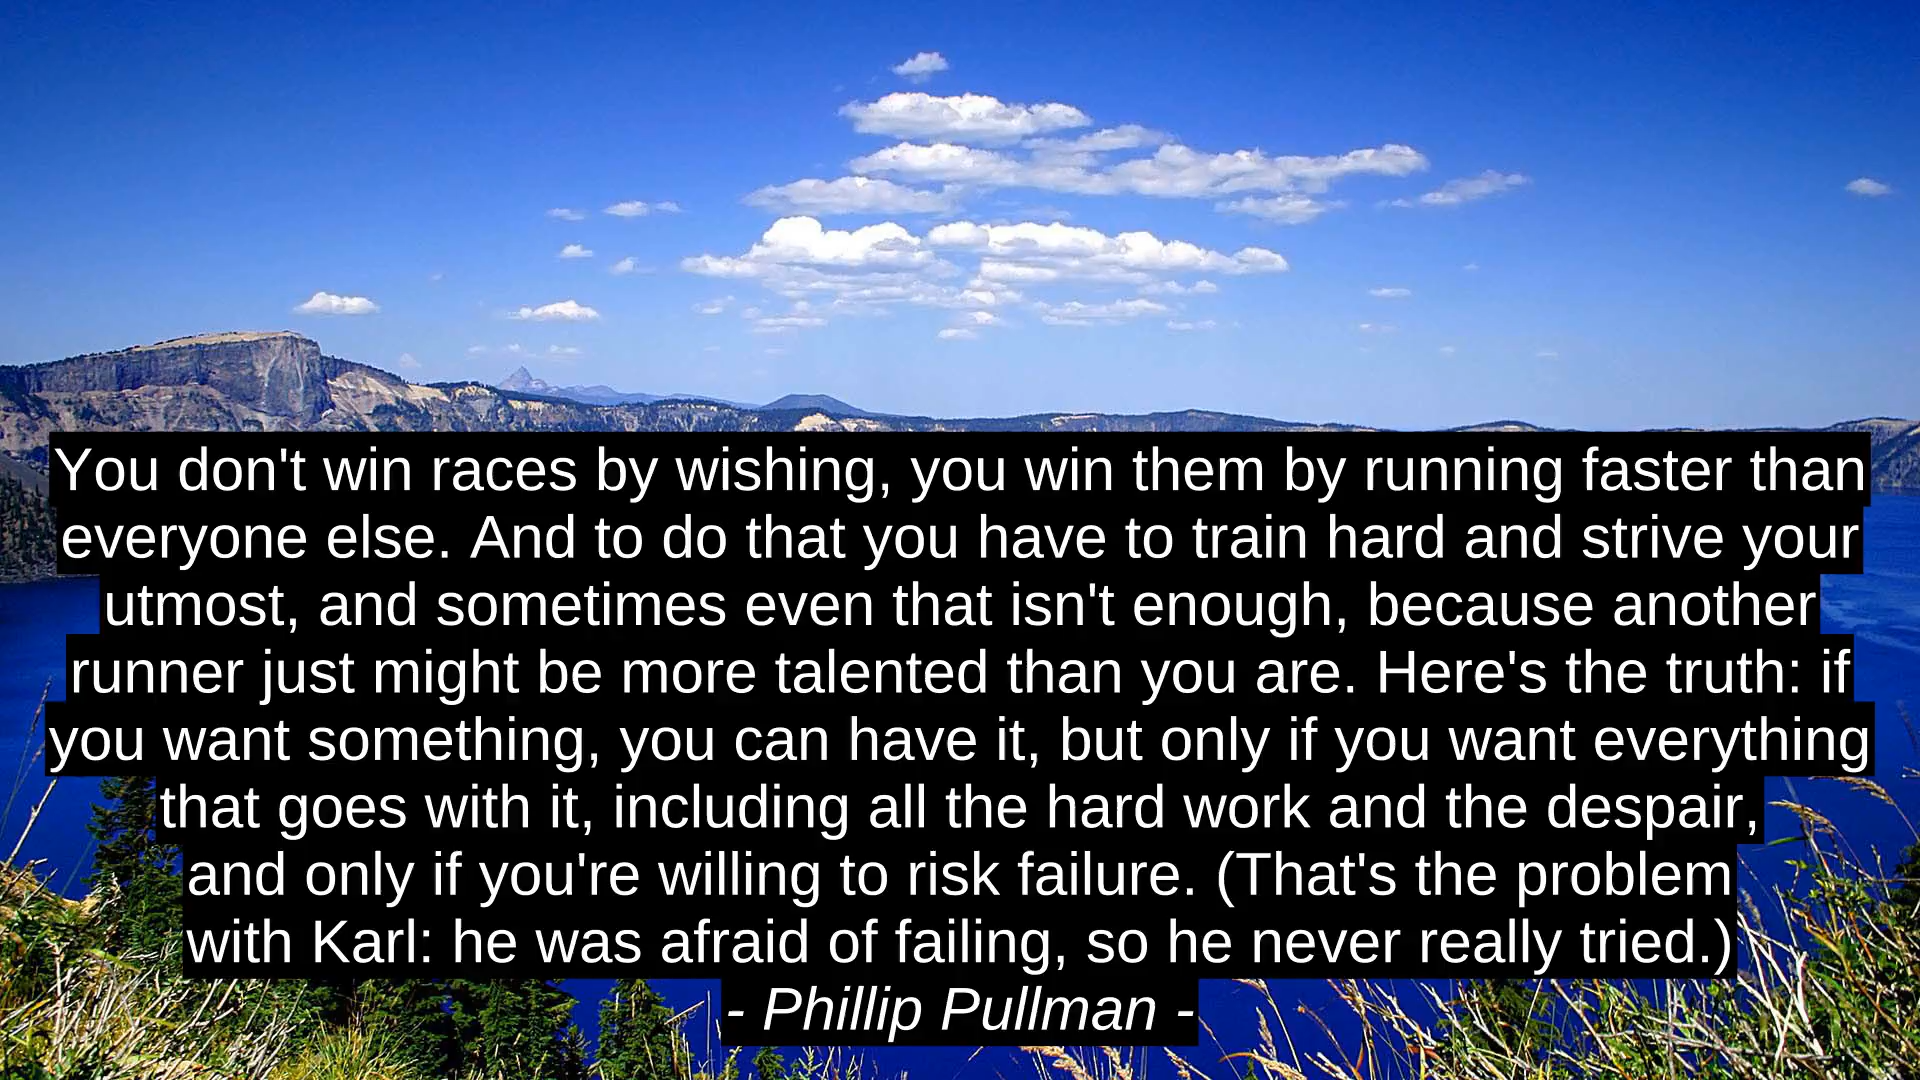 You don't win races by wishing, you win them by running faster than
everyone else. And to do that you have to train hard and strive your
utmost, and sometimes even that isn't enough, because another
runner just might be more talented than you are. Here's the truth: if
you want something, you can have it, but only if you want everything
that goes with it, including all the hard work and the despair,
and only if you're willing to risk failure. (That's the problem
with Karl: he was afraid of failing, so he never really tried.)
- Phillip Pullman -